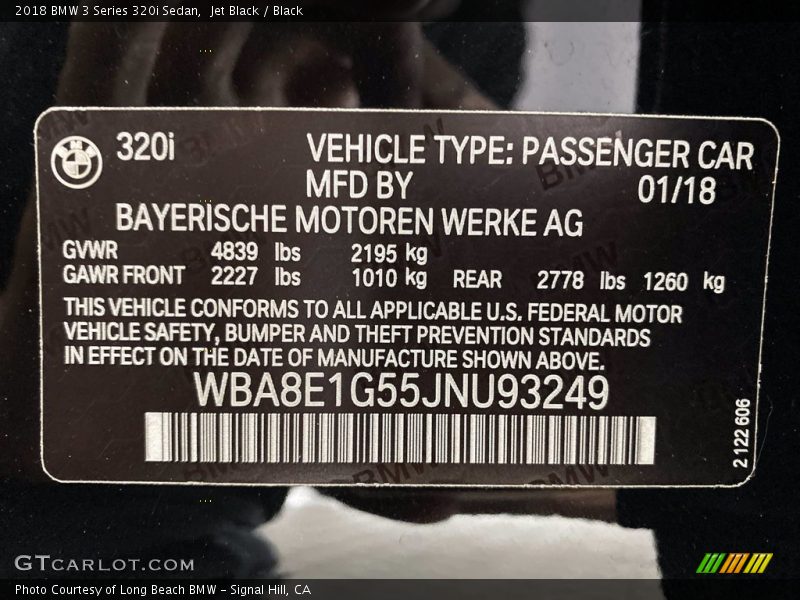 2018 BMW 3 Series 320i Sedan,  Jet Black / Black
320i VEHICLE TYPE: PASSENGER CAR
MFD BY 01/18
BAYERISCHE MOTOREN WERKE AG
GVWR 4839 lbs 2195 kg
GAWR FRONT 2227 lbs 1010 kg REAR 2778 lbs 1260 kg
THIS VEHICLE CONFORMS TO ALL APPLICABLE U.S. FEDERAL MOTOR
VEHICLE SAFETY, BUMPER AND THEFT PREVENTION STANDARDS
IN EFFECT ON THE DATE OF MANUFACTURE SHOWN ABOVE.
WBA8E1G55JNU93249
2 122 606
GTCARLOT.COM
Photo Courtesy of Long Beach BMW - Signal Hill, CA